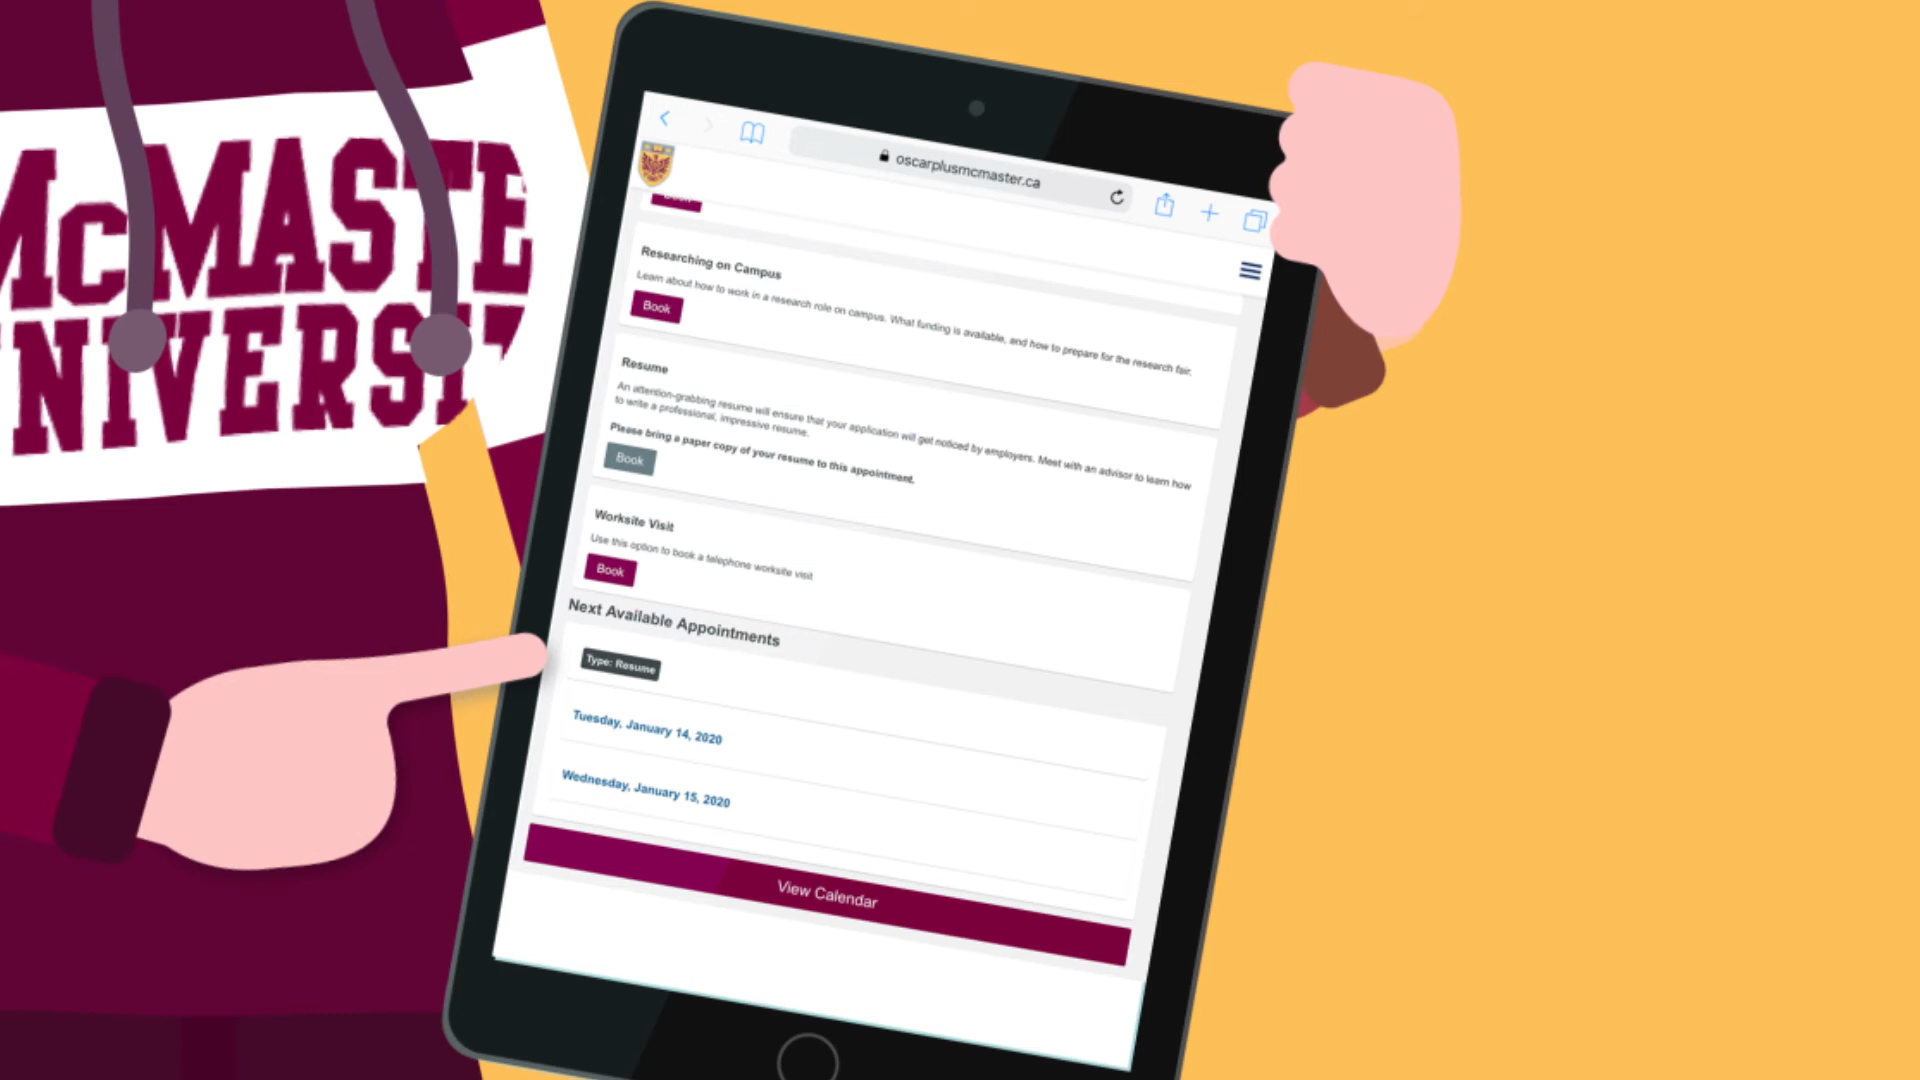 McMASTE
NIVERSI
oscarplusmcmaster.ca
Researching on Campus
Learn about how to work in a research role on campus. What funding is available, and how to prepare for the research fair.
Book
Resume
An attention-grabbing resume will ensure that your application will get noticed by employers. Meet with an advisor to learn how
to write a professional, impressive resume.
Please bring a paper copy of your resume to this appointment.
Book
Worksite Visit
Use this option to book a telephone worksite visit
Book
Next Available Appointments
Type: Resume
Tuesday, January 14, 2020
Wednesday, January 15, 2020
View Calendar